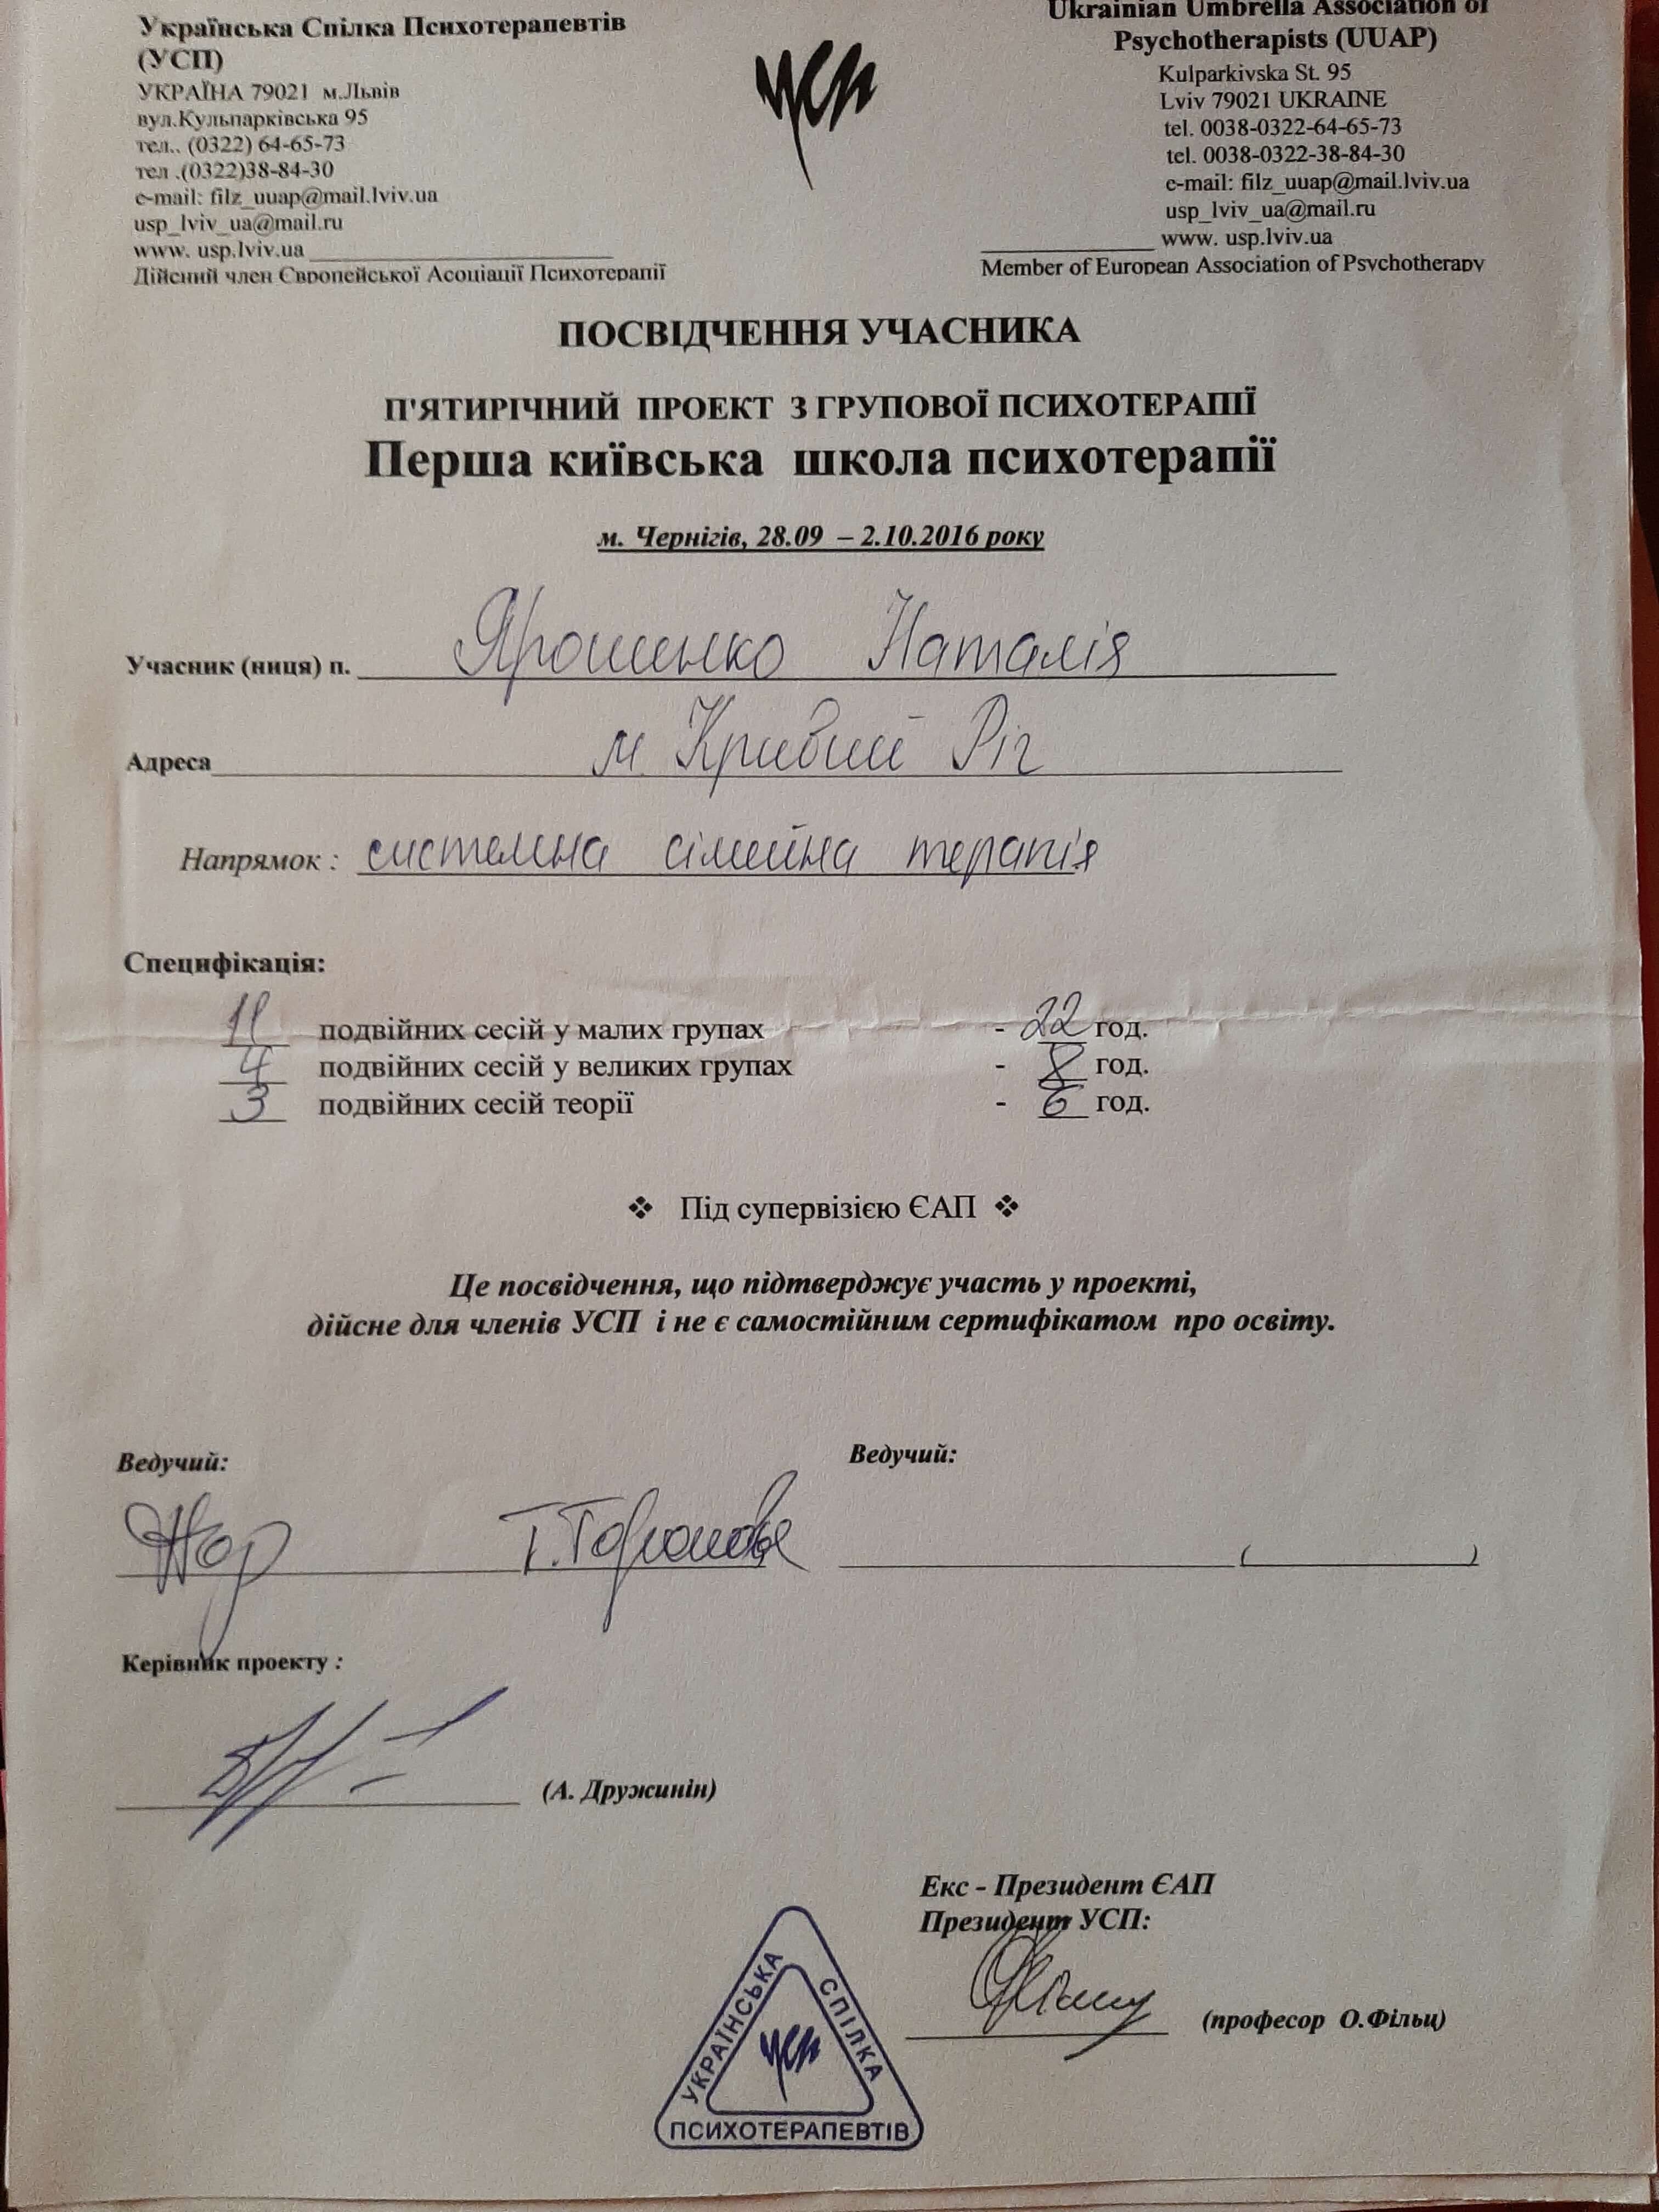 Українська Спілка Психотерапевтів
(УСП)
УКРАЇНА 79021 м.Львів
вул.Кульпарківська 95
тел.. (0322) 64-65-73
тел .(0322)38-84-30
e-mail: filz_uuap@mail.lviv.ua
usp_lviv_ua@mail.ru
www. usp.lviv.ua
Дійсний член Європейської Асоціації Психотерапії
усп
Ukrainian Umbrella Association of
Psychotherapists (UUAP)
Kulparkivska St. 95
Lviv 79021 UKRAINE
tel. 0038-0322-64-65-73
tel. 0038-0322-38-84-30
e-mail: filz_uuap@mail.lviv.ua
usp_lviv_ua@mail.ru
www. usp.lviv.ua
Member of European Association of Psychotherapy
ПОСВІДЧЕННЯ УЧАСНИКА
П'ЯТИРІЧНИЙ ПРОЕКТ З ГРУПОВОЇ ПСИХОТЕРАПІЇ
Перша київська школа психотерапії
м. Чернігів, 28.09 – 2.10.2016 року
Учасник (ниця) п. Ярошенко Наталія
Адреса м. Кривий Ріг
Напрямок : системна сімейна терапія
Специфікація:
11 подвійних сесій у малих групах - 22 год.
4 подвійних сесій у великих групах - 8 год.
3 подвійних сесій теорії - 6 год.
❖ Під супервізією ЄАП ❖
Це посвідчення, що підтверджує участь у проекті,
дійсне для членів УСП і не є самостійним сертифікатом про освіту.
Ведучий: Ведучий:
Т.
( )
Керівник проекту :
(А. Дружинін)
Екс - Президент ЄАП
Президент УСП:
(професор О.Фільц)
УКРАЇНСЬКА СПІЛКА
усп
ПСИХОТЕРАПЕВТІВ